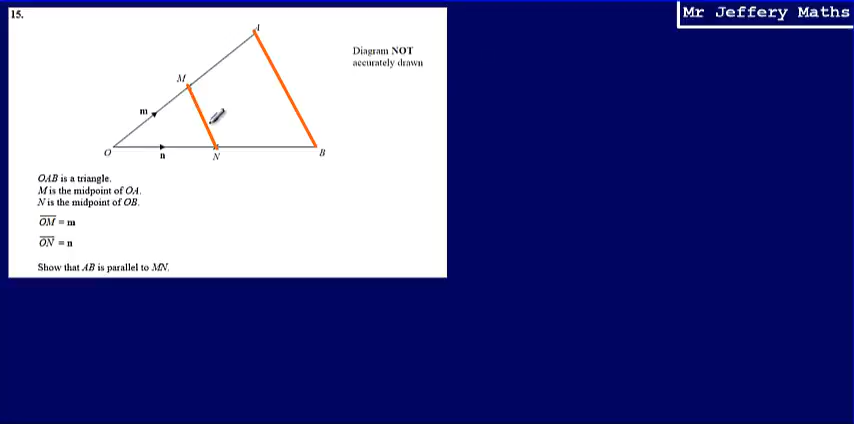 Mr Jeffery Maths
15.
A
Diagram NOT
accurately drawn
M
m
O
n
N
B
OAB is a triangle.
M is the midpoint of OA.
N is the midpoint of OB.
OM = m
ON = n
Show that AB is parallel to MN.